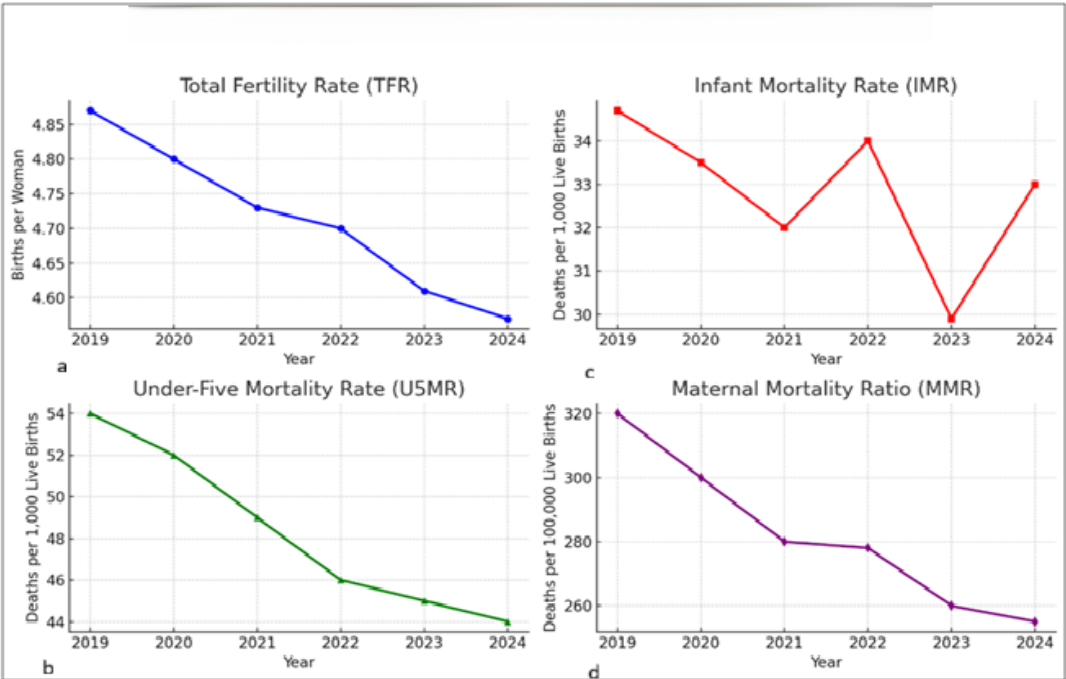 Total Fertility Rate (TFR)
Births per Woman
4.85
4.80
4.75
4.70
4.65
4.60
2019 2020 2021 2022 2023 2024
Year
a
Infant Mortality Rate (IMR)
Deaths per 1,000 Live Births
34
33
32
31
30
2019 2020 2021 2022 2023 2024
Year
c
Under-Five Mortality Rate (U5MR)
Deaths per 1,000 Live Births
54
52
50
48
46
44
2019 2020 2021 2022 2023 2024
Year
b
Maternal Mortality Ratio (MMR)
Deaths per 100,000 Live Births
320
300
280
260
2019 2020 2021 2022 2023 2024
Year
d